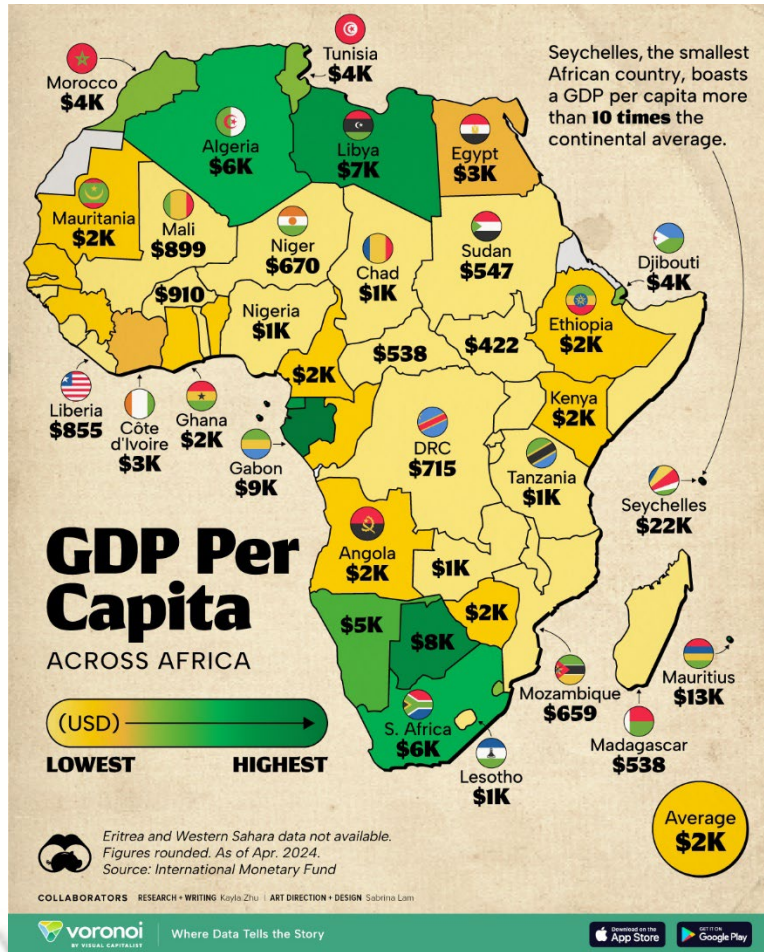 Tunisia
$4K
Morocco
$4K
Seychelles, the smallest
African country, boasts
a GDP per capita more
than 10 times the
continental average.
Algeria
$6K
Libya
$7K
Egypt
$3K
Mauritania
$2K
Mali
$899
Niger
$670
Chad
$1K
Sudan
$547
Djibouti
$4K
$910
Nigeria
$1K
$2K
$538
$422
Ethiopia
$2K
Liberia
$855
Côte
d'Ivoire
$3K
Ghana
$2K
Gabon
$9K
DRC
$715
Kenya
$2K
Tanzania
$1K
Seychelles
$22K
GDP Per
Capita
ACROSS AFRICA
(USD)
LOWEST HIGHEST
Angola
$2K
$1K
$2K
$5K
$8K
S. Africa
$6K
Lesotho
$1K
Mozambique
$659
Madagascar
$538
Mauritius
$13K
Average
$2K
Eritrea and Western Sahara data not available.
Figures rounded. As of Apr. 2024.
Source: International Monetary Fund
COLLABORATORS RESEARCH + WRITING Kayla Zhu | ART DIRECTION + DESIGN Sabrina Lam
voronoi
BY VISUAL CAPITALIST
Where Data Tells the Story
Download on the
App Store
GET IT ON
Google Play